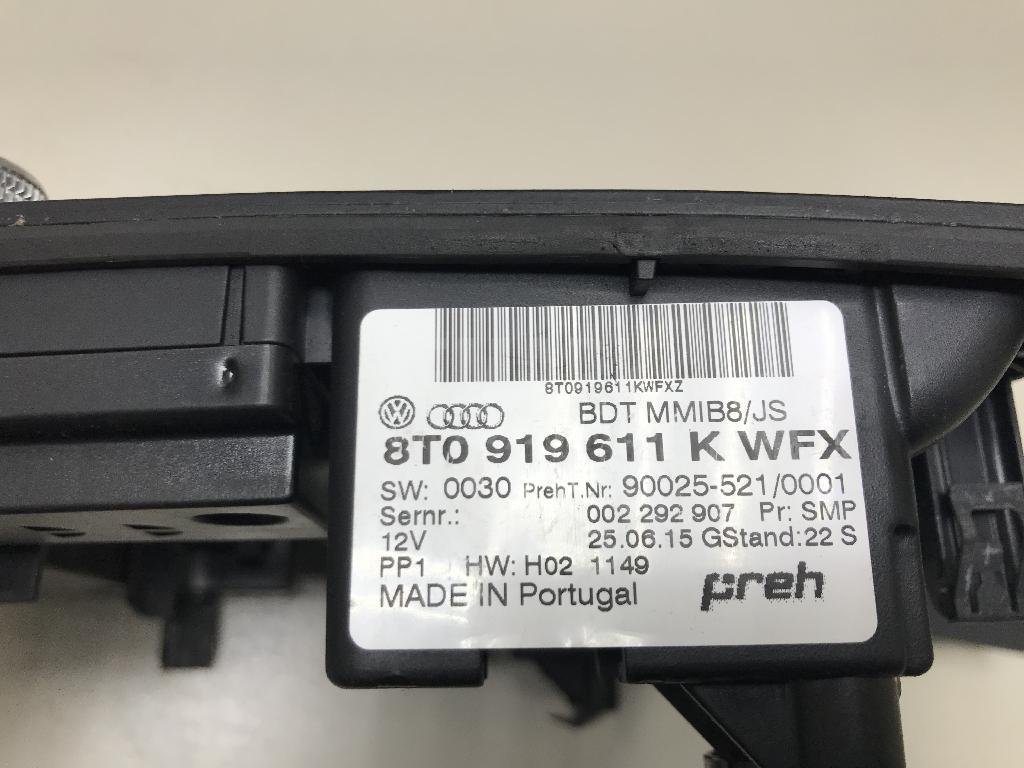 8T0919611KWFXZ
BDT MMIB8/JS
8T0 919 611 K WFX
SW: 0030 PrehT.Nr: 90025-521/0001
Sernr.: 002 292 907 Pr: SMP
12V 25.06.15 GStand:22 S
PP1 HW: H02 1149
MADE IN Portugal preh